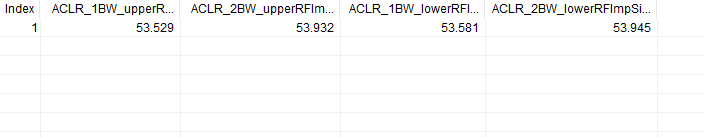 Index ACLR_1BW_upperR... ACLR_2BW_upperRFIm... ACLR_1BW_lowerRFI... ACLR_2BW_lowerRFImpSi...
1 53.529 53.932 53.581 53.945